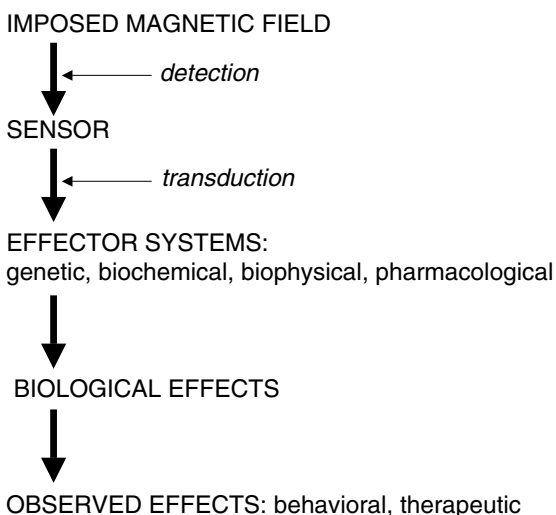 IMPOSED MAGNETIC FIELD
detection
SENSOR
transduction
EFFECTOR SYSTEMS:
genetic, biochemical, biophysical, pharmacological
BIOLOGICAL EFFECTS
OBSERVED EFFECTS: behavioral, therapeutic